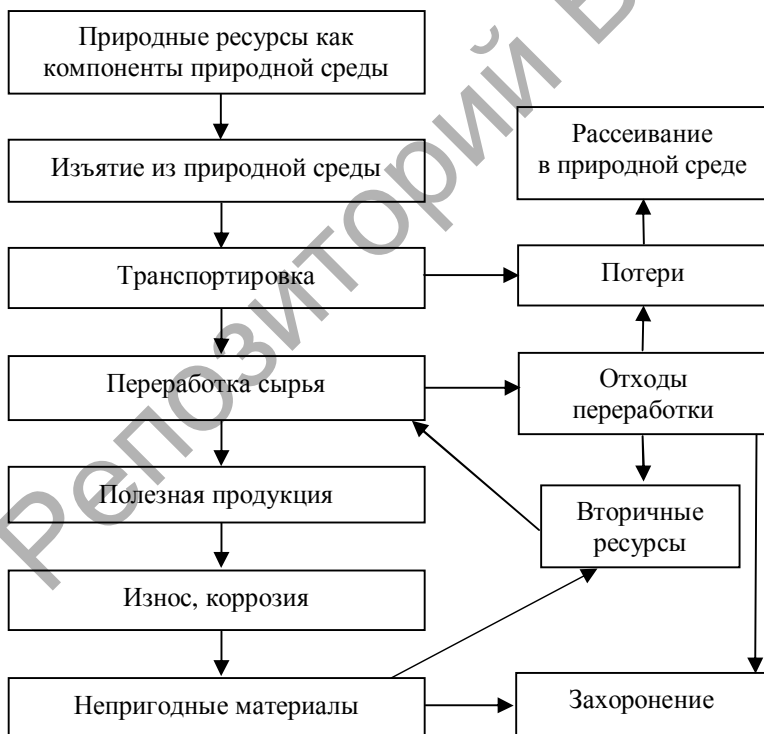 Природные ресурсы как
компоненты природной среды
Изъятие из природной среды
Рассеивание
в природной среде
Транспортировка
Потери
Переработка сырья
Отходы
переработки
Полезная продукция
Вторичные
ресурсы
Износ, коррозия
Непригодные материалы
Захоронение
Репозиторий